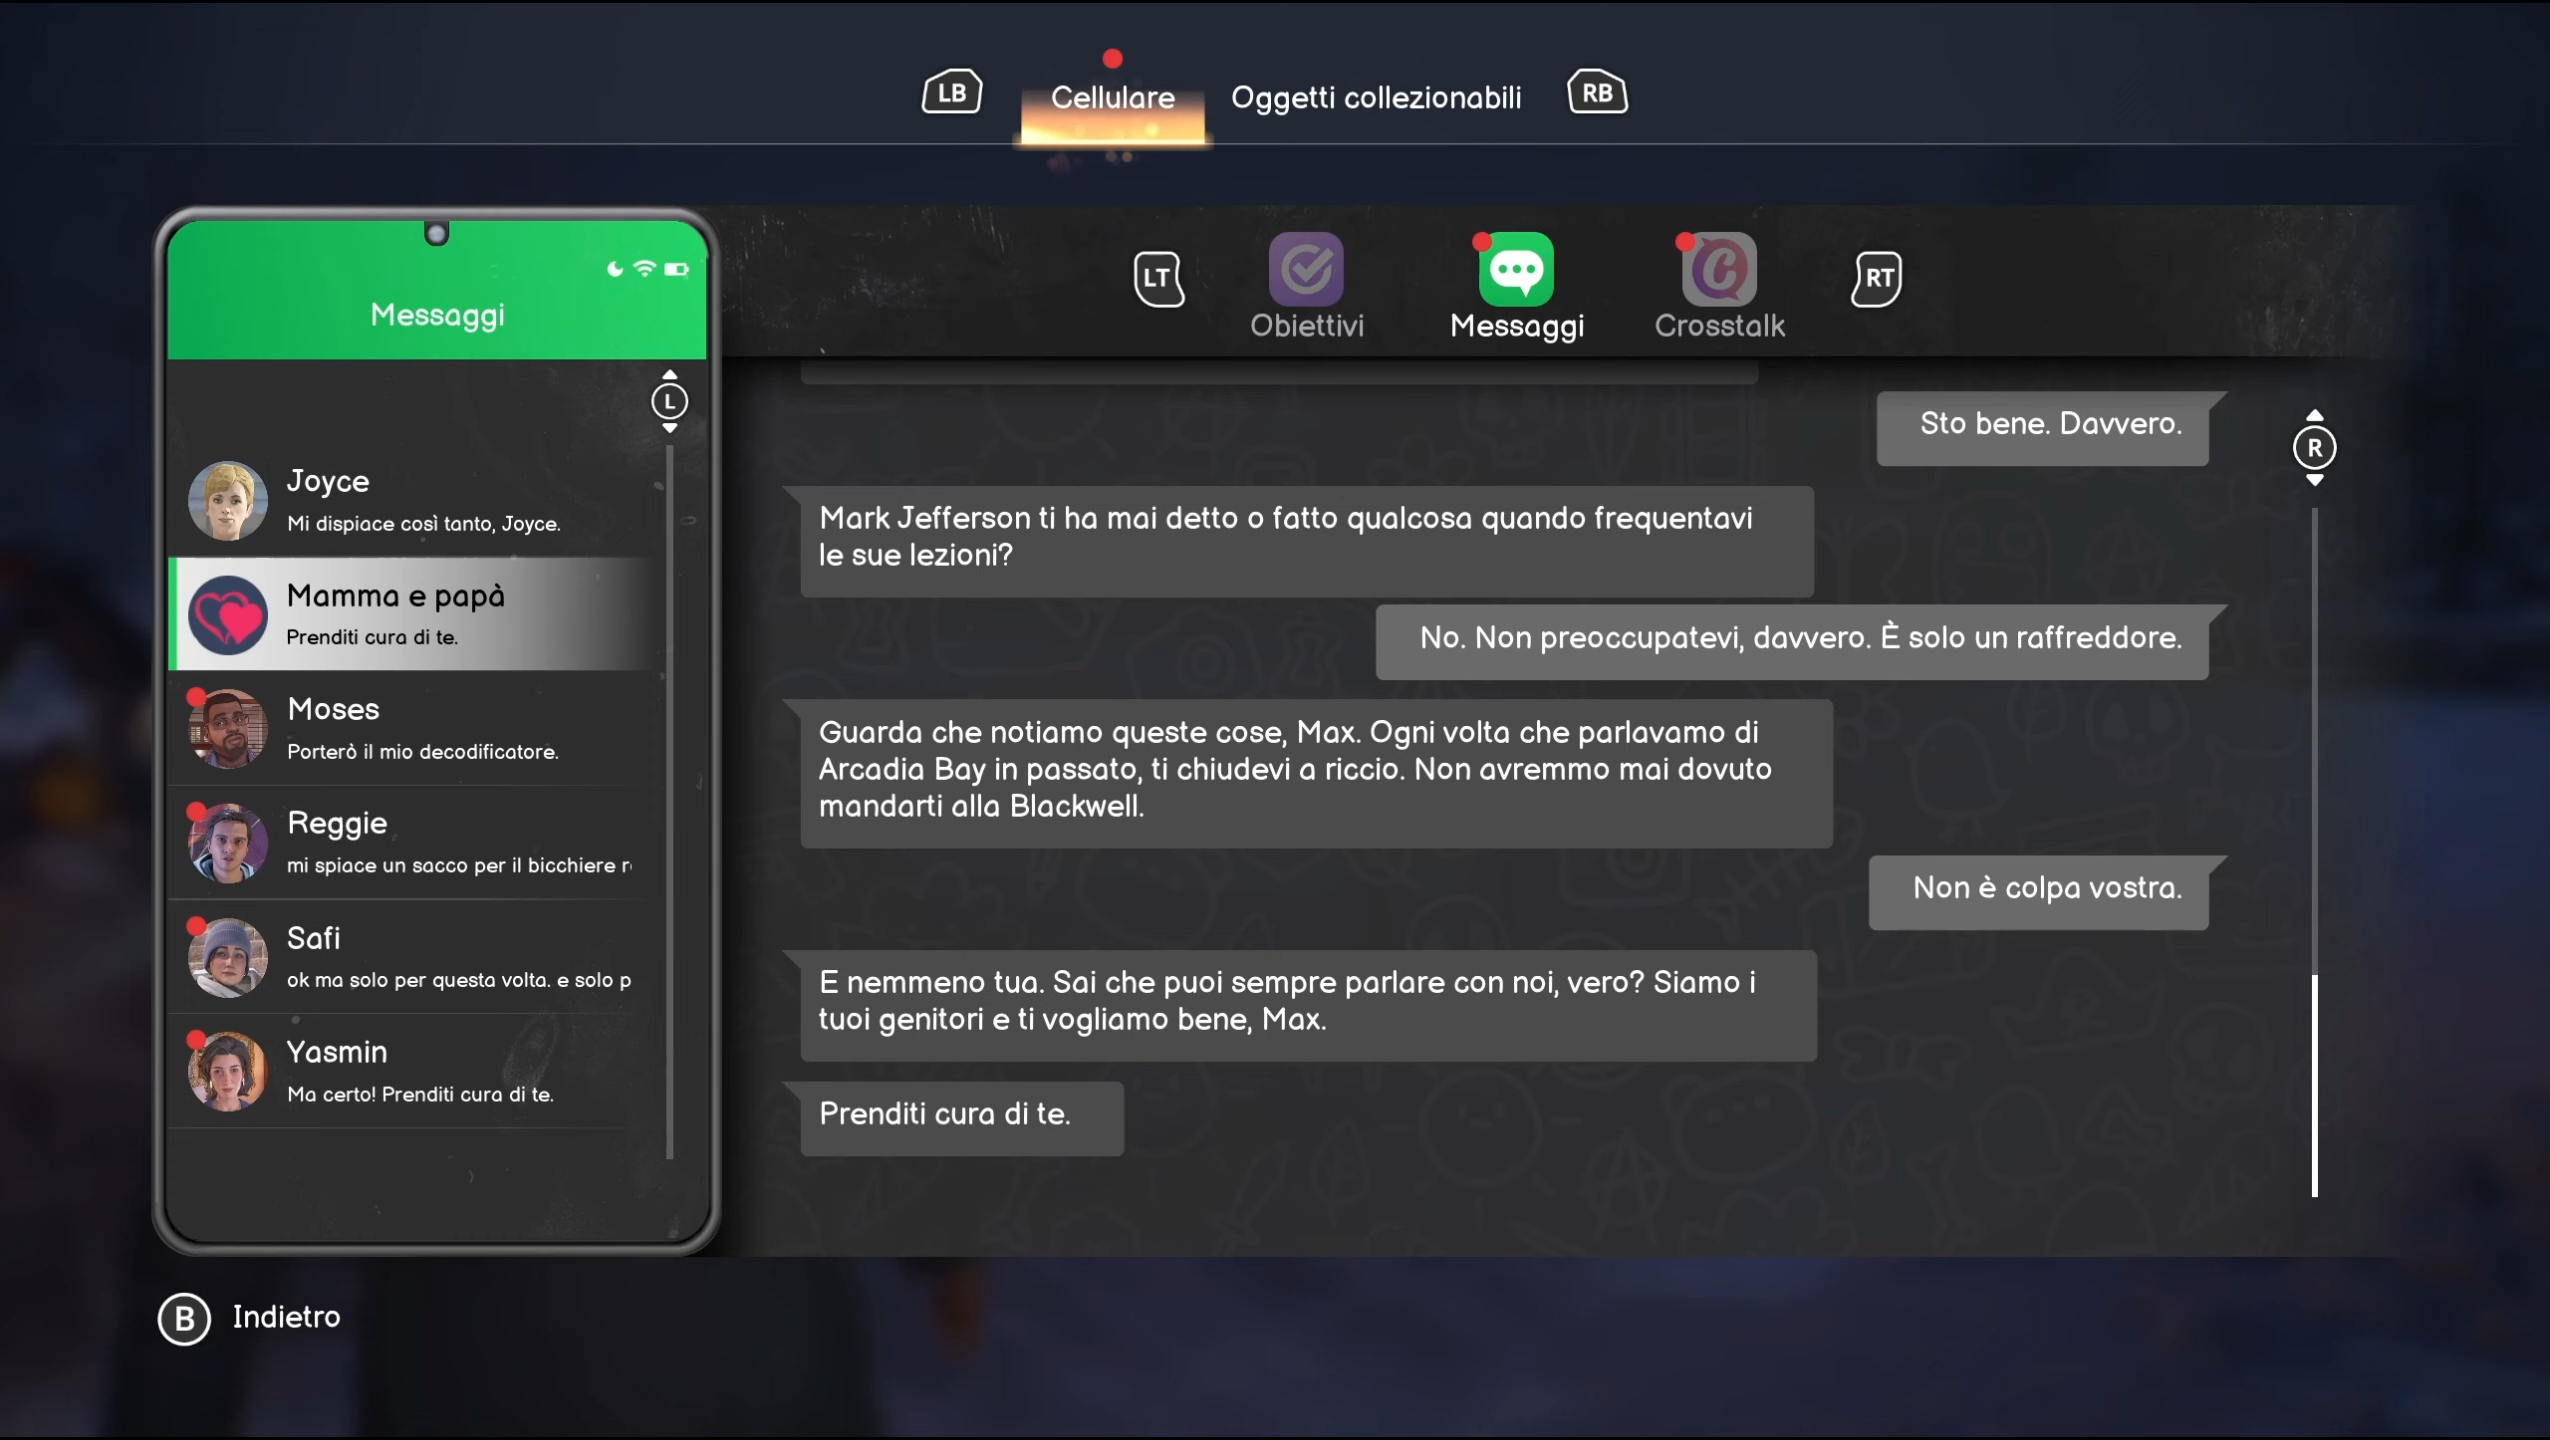 LB
Cellulare
Oggetti collezionabili
RB
Messaggi
L
Joyce
Mi dispiace così tanto, Joyce.
Mamma e papà
Prenditi cura di te.
Moses
Porterò il mio decodificatore.
Reggie
mi spiace un sacco per il bicchiere
Safi
ok ma solo per questa volta. e solo p
Yasmin
Ma certo! Prenditi cura di te.
LT
Obiettivi
Messaggi
Crosstalk
RT
R
Sto bene. Davvero.
Mark Jefferson ti ha mai detto o fatto qualcosa quando frequentavi
le sue lezioni?
No. Non preoccupatevi, davvero. È solo un raffreddore.
Guarda che notiamo queste cose, Max. Ogni volta che parlavamo di
Arcadia Bay in passato, ti chiudevi a riccio. Non avremmo mai dovuto
mandarti alla Blackwell.
Non è colpa vostra.
E nemmeno tua. Sai che puoi sempre parlare con noi, vero? Siamo i
tuoi genitori e ti vogliamo bene, Max.
Prenditi cura di te.
B
Indietro